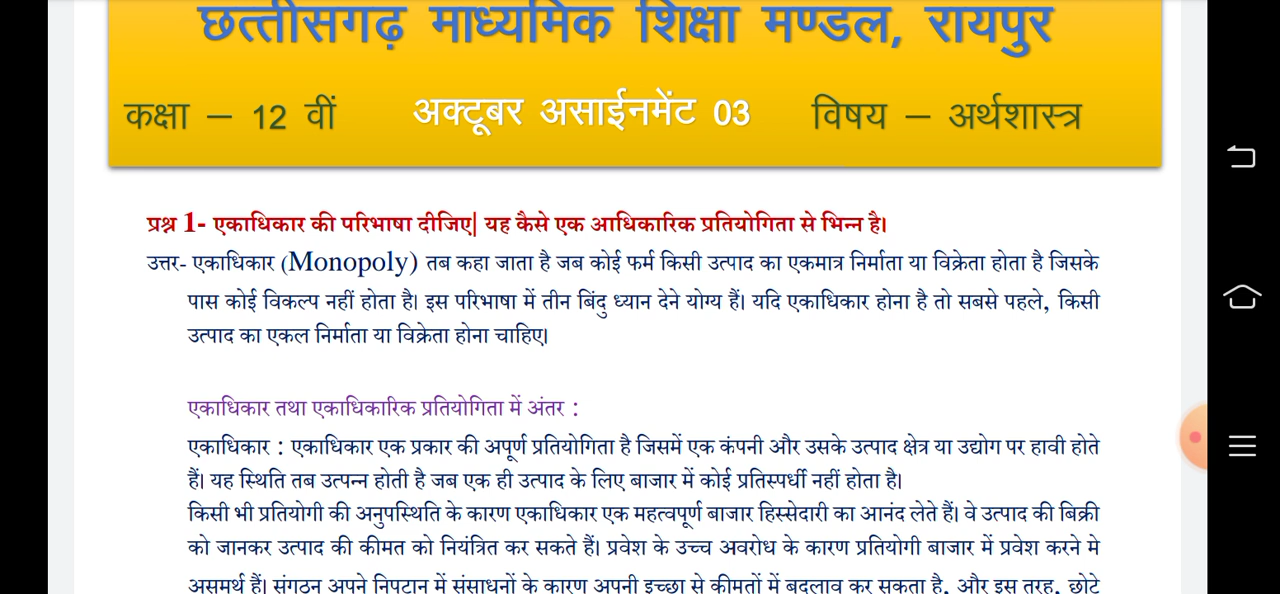 छत्तीसगढ़ माध्यमिक शिक्षा मण्डल, रायपुर
कक्षा – 12 वीं अक्टूबर असाईनमेंट 03 विषय – अर्थशास्त्र
प्रश्न 1- एकाधिकार की परिभाषा दीजिए| यह कैसे एक आधिकारिक प्रतियोगिता से भिन्न है।
उत्तर- एकाधिकार (Monopoly) तब कहा जाता है जब कोई फर्म किसी उत्पाद का एकमात्र निर्माता या विक्रेता होता है जिसके
पास कोई विकल्प नहीं होता है। इस परिभाषा में तीन बिंदु ध्यान देने योग्य हैं। यदि एकाधिकार होना है तो सबसे पहले, किसी
उत्पाद का एकल निर्माता या विक्रेता होना चाहिए।
एकाधिकार तथा एकाधिकारिक प्रतियोगिता में अंतर :
एकाधिकार : एकाधिकार एक प्रकार की अपूर्ण प्रतियोगिता है जिसमें एक कंपनी और उसके उत्पाद क्षेत्र या उद्योग पर हावी होते
हैं। यह स्थिति तब उत्पन्न होती है जब एक ही उत्पाद के लिए बाजार में कोई प्रतिस्पर्धी नहीं होता है।
किसी भी प्रतियोगी की अनुपस्थिति के कारण एकाधिकार एक महत्वपूर्ण बाजार हिस्सेदारी का आनंद लेते हैं। वे उत्पाद की बिक्री
को जानकर उत्पाद की कीमत को नियंत्रित कर सकते हैं। प्रवेश के उच्च अवरोध के कारण प्रतियोगी बाजार में प्रवेश करने मे
असमर्थ हैं। संगठन अपने निपटान में संसाधनों के कारण अपनी इच्छा से कीमतों में बदलाव कर सकता है, और इस तरह, छोटे